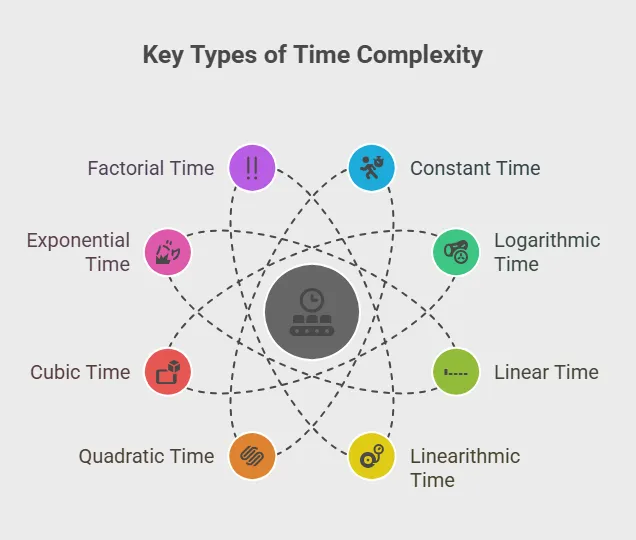 Key Types of Time Complexity
Factorial Time
Constant Time
Exponential
Time
Logarithmic
Time
Cubic Time
Linear Time
Quadratic Time
Linearithmic
Time